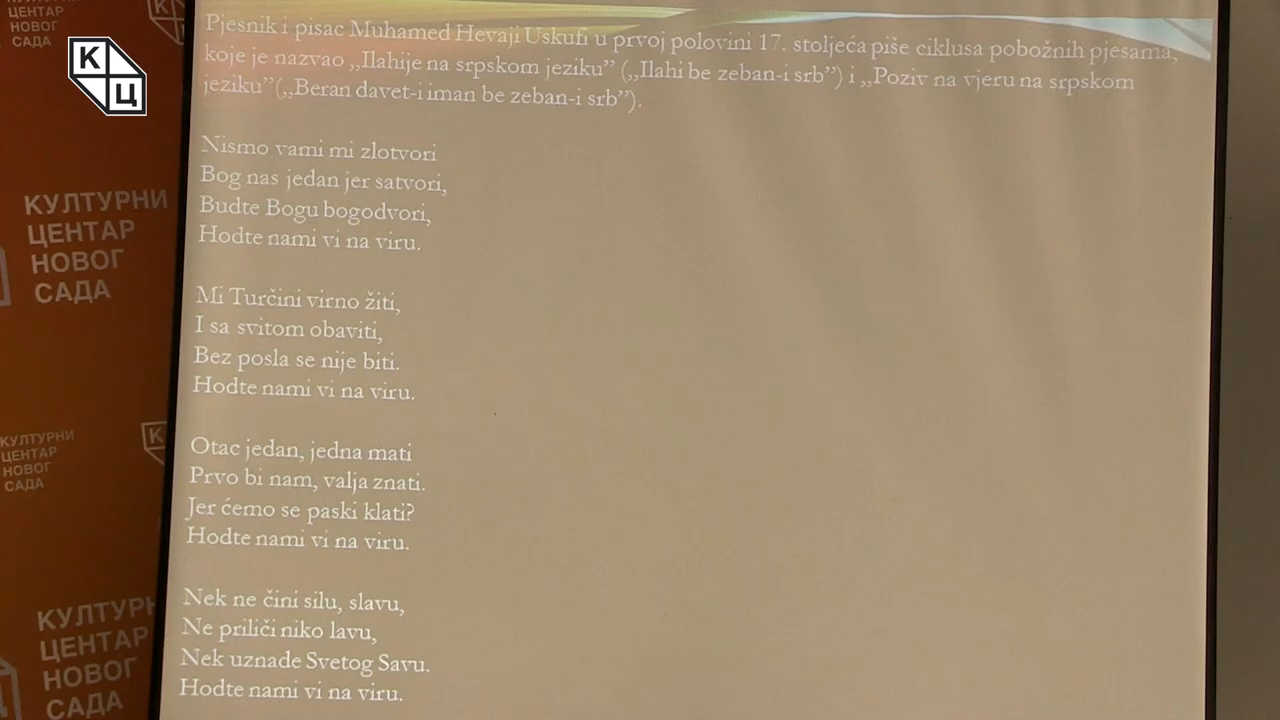 ЦЕНТАР
НОВОГ
САДА
К
Ц
КУЛТУРНИ
ЦЕНТАР
НОВОГ
САДА
КУЛТУРНИ
ЦЕНТАР
НОВОГ
САДА
К
КУЛТУРН
ЦЕНТАР
НОВОГ
САДА
Pjesnik i pisac Muhamed Hevaji Uskufi u prvoj polovini 17. stoljeća piše ciklusa pobožnih pjesama,
koje je nazvao „Ilahije na srpskom jeziku” („Ilahi be zeban-i srb”) i „Poziv na vjeru na srpskom
jeziku”(„Beran davet-i iman be zeban-i srb”).
Nismo vami mi zlotvori
Bog nas jedan jer satvori,
Budte Bogu bogodvori,
Hodte nami vi na viru.
Mi Turčini virno žiti,
I sa svitom obaviti,
Bez posla se nije biti.
Hodte nami vi na viru.
Otac jedan, jedna mati
Prvo bi nam, valja znati.
Jer ćemo se paski klati?
Hodte nami vi na viru.
Nek ne čini silu, slavu,
Ne priliči niko lavu,
Nek uznade Svetog Savu.
Hodte nami vi na viru.